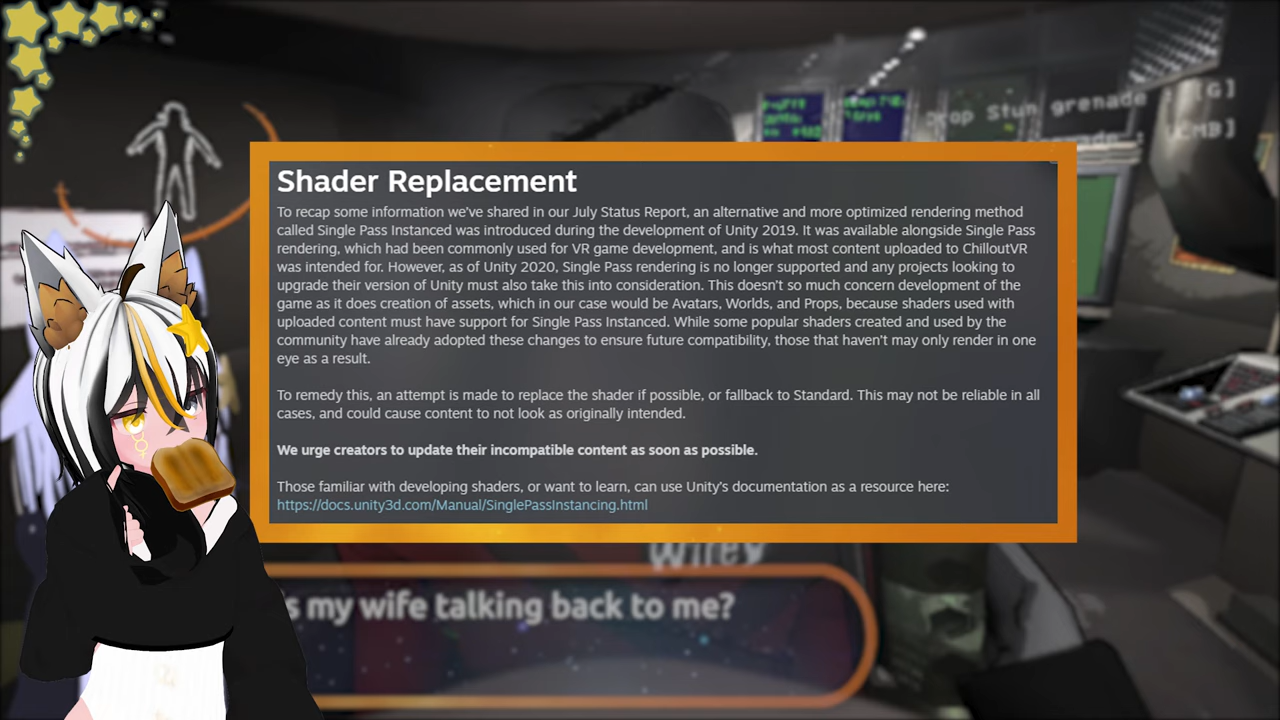 Drop Stun grenade : [G]
Shader Replacement
To recap some information we've shared in our July Status Report, an alternative and more optimized rendering method
called Single Pass Instanced was introduced during the development of Unity 2019. It was available alongside Single Pass
rendering, which had been commonly used for VR game development, and is what most content uploaded to ChilloutVR
was intended for. However, as of Unity 2020, Single Pass rendering is no longer supported and any projects looking to
upgrade their version of Unity must also take this into consideration. This doesn't so much concern development of the
game as it does creation of assets, which in our case would be Avatars, Worlds, and Props, because shaders used with
uploaded content must have support for Single Pass Instanced. While some popular shaders created and used by the
community have already adopted these changes to ensure future compatibility, those that haven't may only render in one
eye as a result.
To remedy this, an attempt is made to replace the shader if possible, or fallback to Standard. This may not be reliable in all
cases, and could cause content to not look as originally intended.
We urge creators to update their incompatible content as soon as possible.
Those familiar with developing shaders, or want to learn, can use Unity's documentation as a resource here:
https://docs.unity3d.com/Manual/SinglePassInstancing.html
Wifey
s my wife talking back to me?